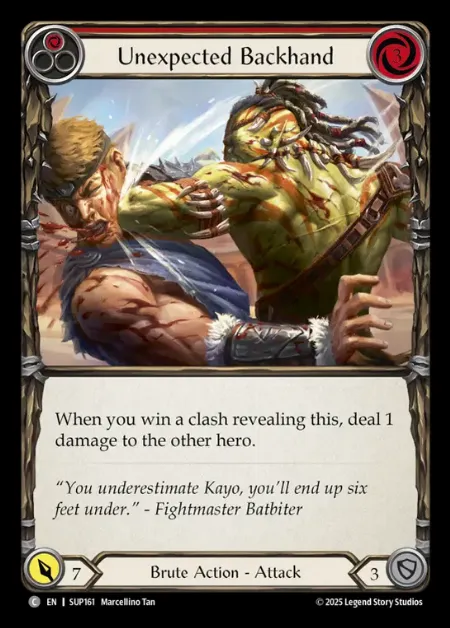 Unexpected Backhand
3
When you win a clash revealing this, deal 1
damage to the other hero.
“You underestimate Kayo, you’ll end up six
feet under.” - Fightmaster Batbiter
7
Brute Action - Attack
3
C EN | SUP161 Marcellino Tan
© 2025 Legend Story Studios